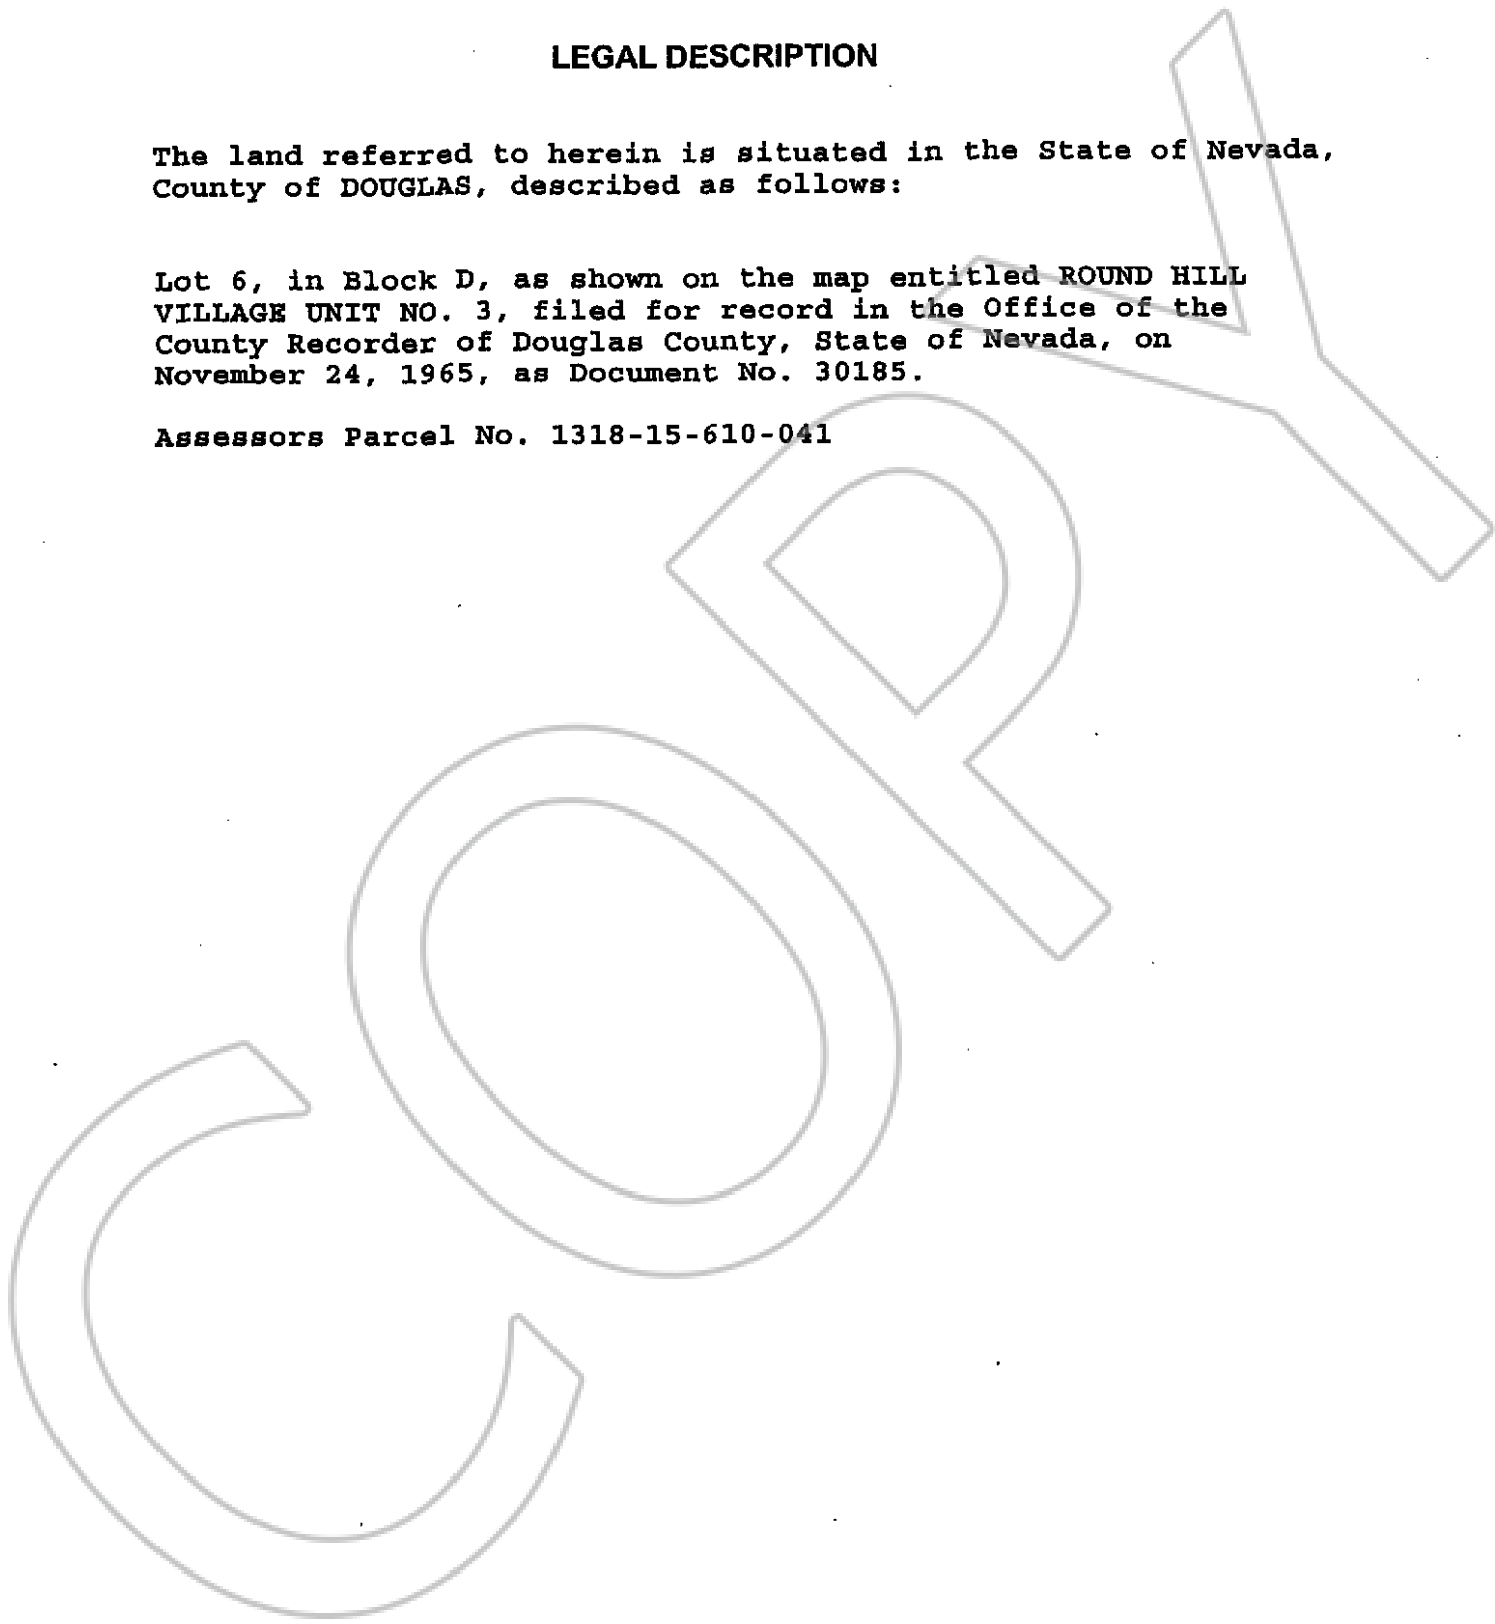 LEGAL DESCRIPTION
The land referred to herein is situated in the State of Nevada,
County of DOUGLAS, described as follows:
Lot 6, in Block D, as shown on the map entitled ROUND HILL
VILLAGE UNIT NO. 3, filed for record in the Office of the
County Recorder of Douglas County, State of Nevada, on
November 24, 1965, as Document No. 30185.
Assessors Parcel No. 1318-15-610-041
COPY